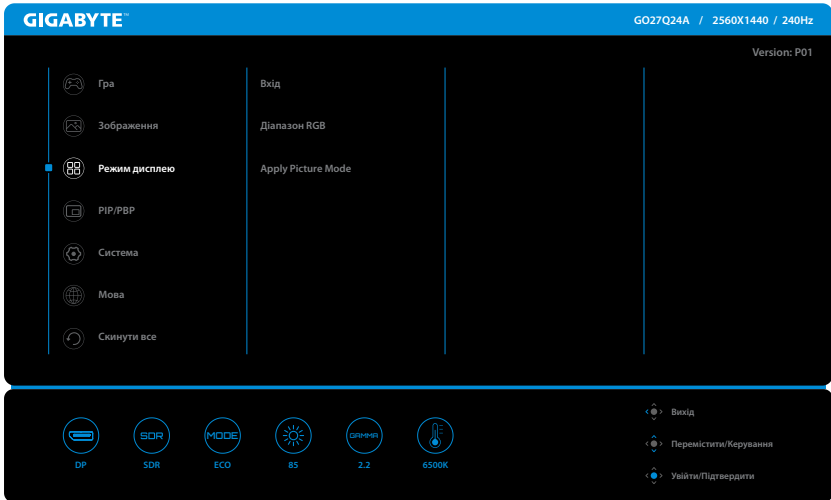 GIGABYTE™
GO27Q24A / 2560X1440 / 240Hz
Version: P01
Гра
Вхід
Зображення
Діапазон RGB
Режим дисплею
Apply Picture Mode
PIP/PBP
Система
Мова
Скинути все
SDR
MODE
GAMMA
DP
SDR
ECO
85
2.2
6500K
Вихід
Перемістити/Керування
Увійти/Підтвердити